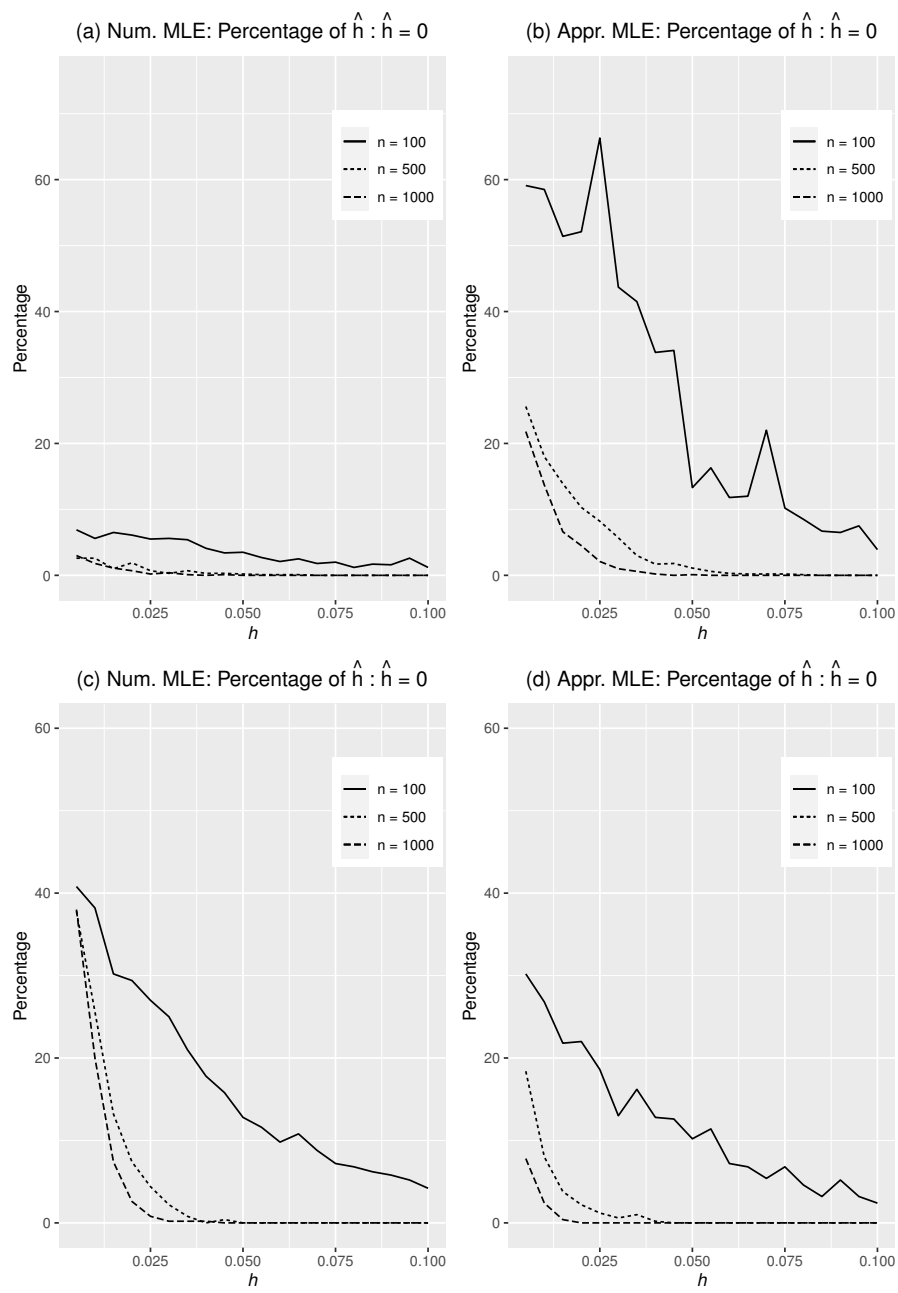 (a) Num. MLE: Percentage of ĥ : ĥ = 0
Percentage
60
40
20
0
n = 100
n = 500
n = 1000
0.025
0.050
0.075
0.100
h
(b) Appr. MLE: Percentage of ĥ : ĥ = 0
Percentage
60
40
20
0
n = 100
n = 500
n = 1000
0.025
0.050
0.075
0.100
h
(c) Num. MLE: Percentage of ĥ : ĥ = 0
Percentage
60
40
20
0
n = 100
n = 500
n = 1000
0.025
0.050
0.075
0.100
h
(d) Appr. MLE: Percentage of ĥ : ĥ = 0
Percentage
60
40
20
0
n = 100
n = 500
n = 1000
0.025
0.050
0.075
0.100
h